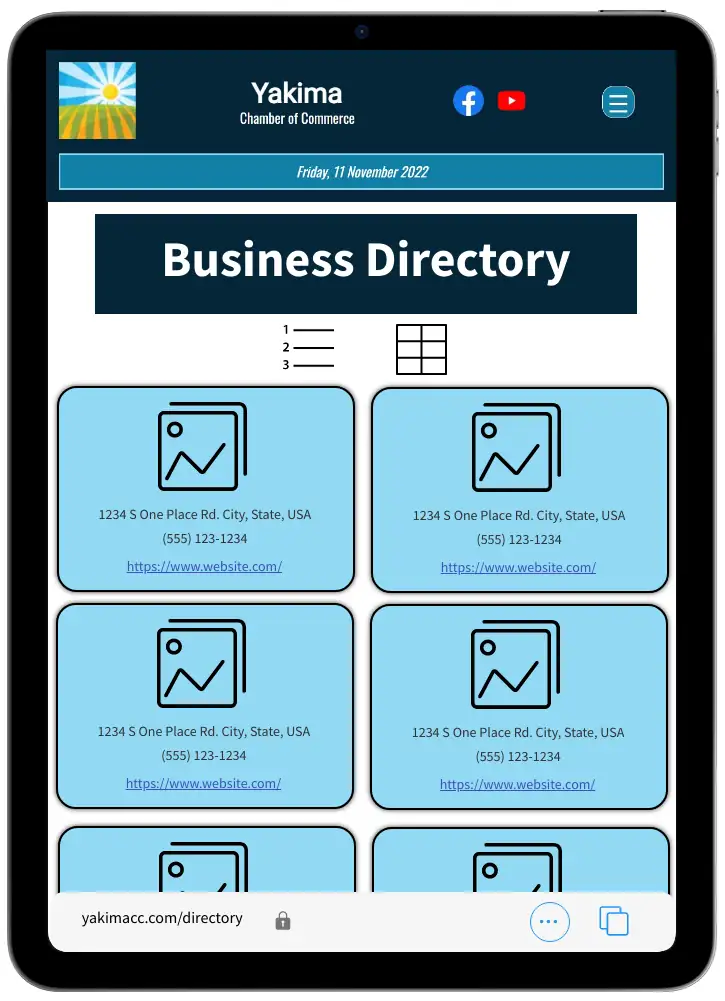 Yakima
Chamber of Commerce
Friday, 11 November 2022
Business Directory
1
2
3
1234 S One Place Rd. City, State, USA
(555) 123-1234
https://www.website.com/
1234 S One Place Rd. City, State, USA
(555) 123-1234
https://www.website.com/
1234 S One Place Rd. City, State, USA
(555) 123-1234
https://www.website.com/
1234 S One Place Rd. City, State, USA
(555) 123-1234
https://www.website.com/
yakimacc.com/directory